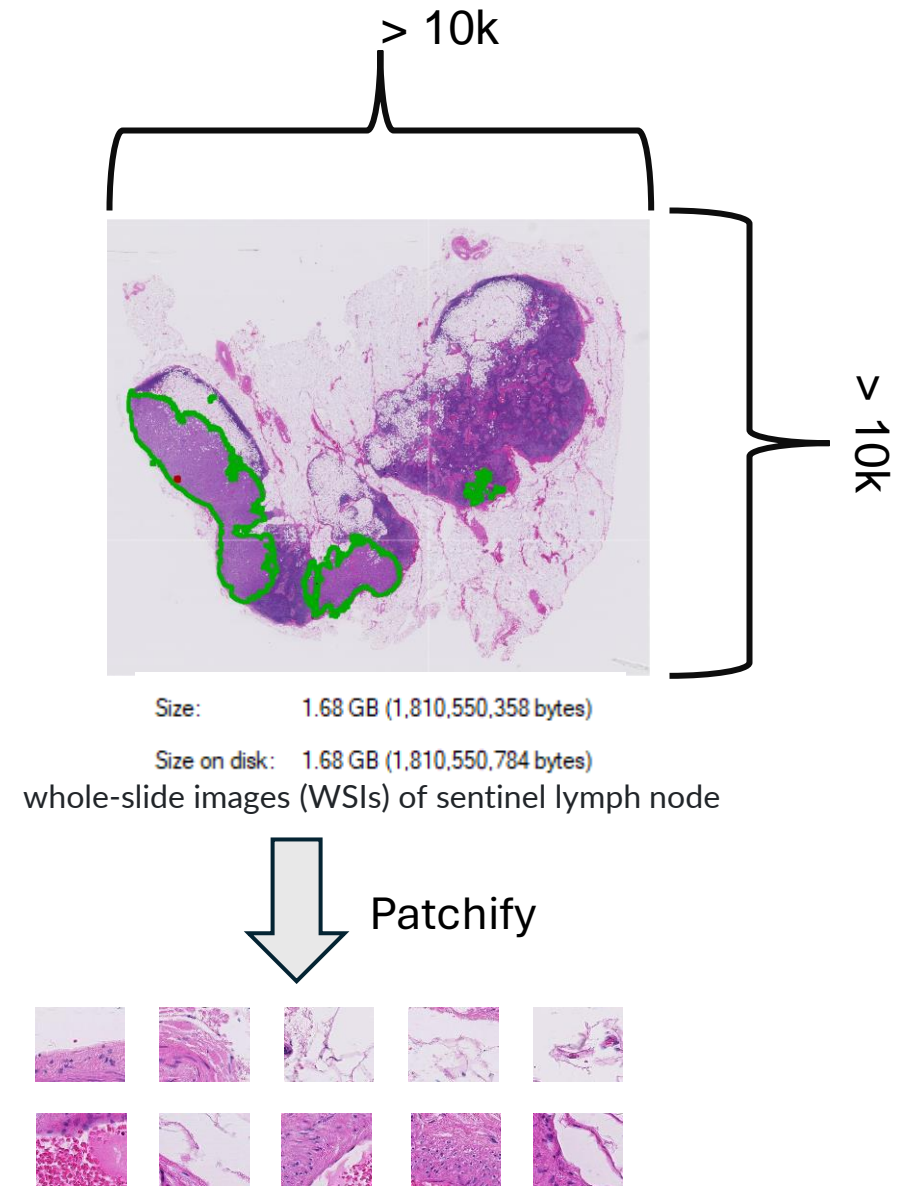 > 10k
> 10k
Size: 1.68 GB (1,810,550,358 bytes)
Size on disk: 1.68 GB (1,810,550,784 bytes)
whole-slide images (WSIs) of sentinel lymph node
Patchify